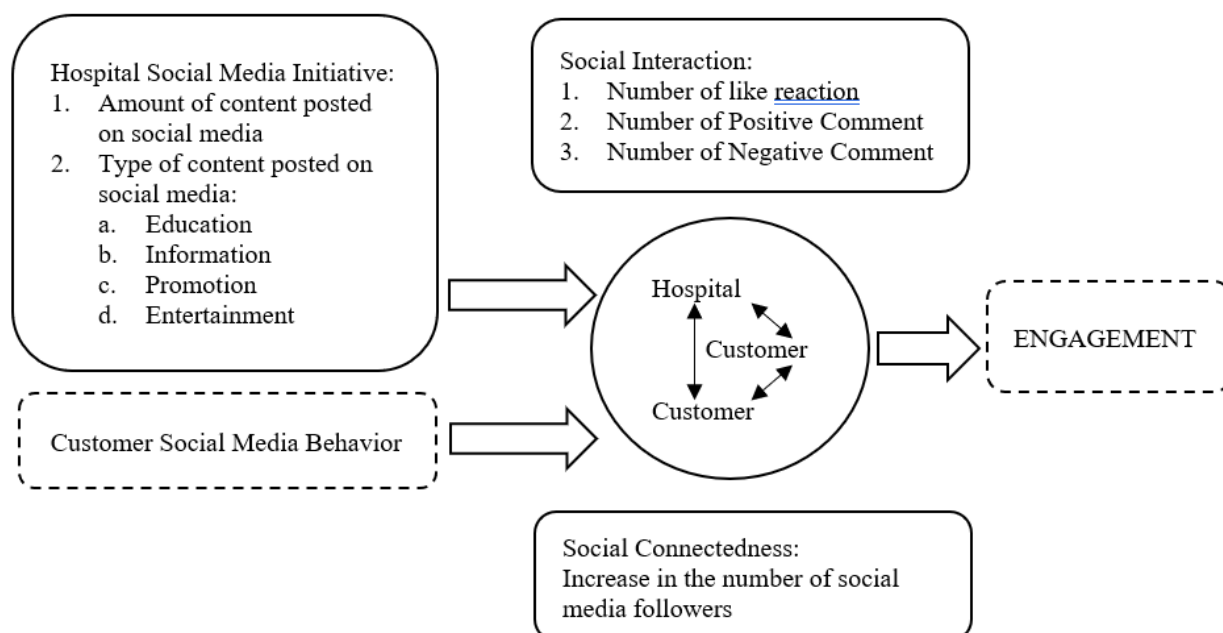 Hospital Social Media Initiative:
1. Amount of content posted
on social media
2. Type of content posted on
social media:
a. Education
b. Information
c. Promotion
d. Entertainment
Customer Social Media Behavior
Social Interaction:
1. Number of like reaction
2. Number of Positive Comment
3. Number of Negative Comment
Hospital
Customer
Customer
Social Connectedness:
Increase in the number of social
media followers
ENGAGEMENT